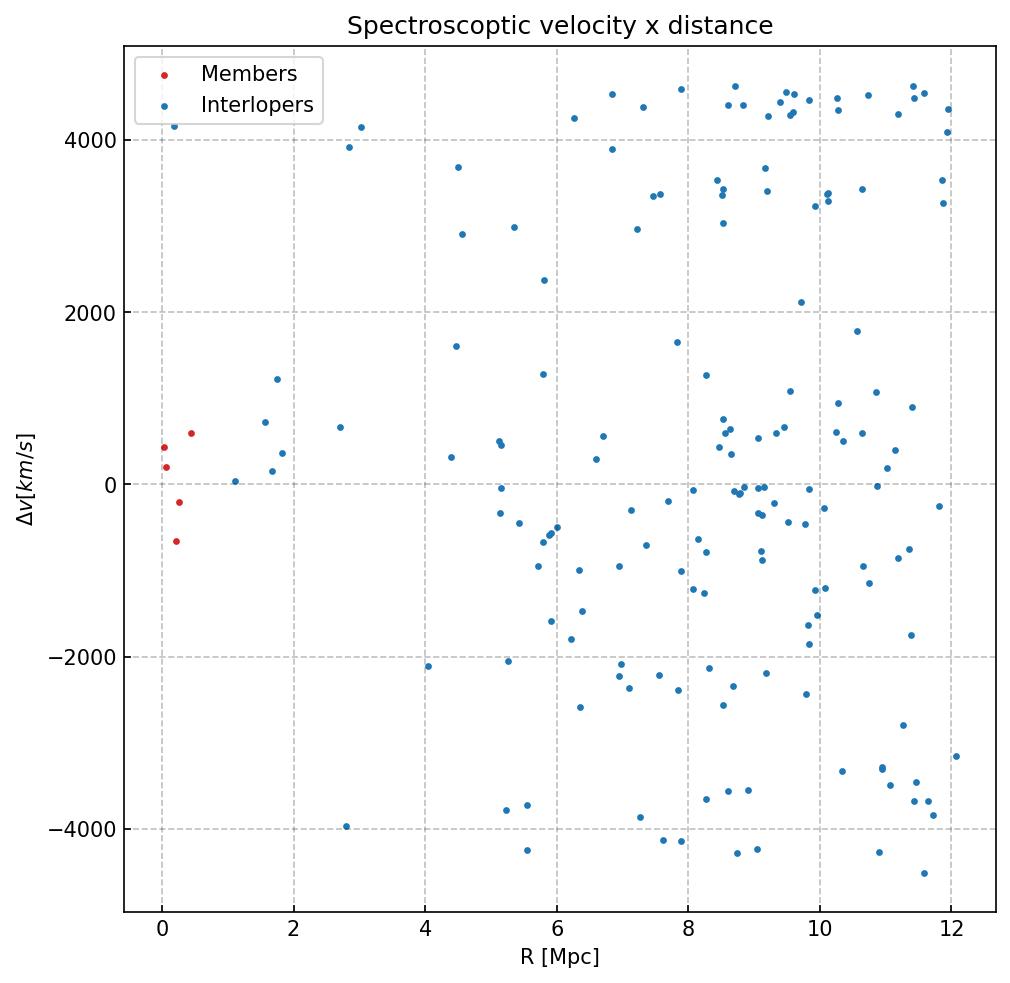 Spectroscoptic velocity x distance
Members
Interlopers
4000
2000
0
−2000
−4000
Δv[km/s]
0 2 4 6 8 10 12
R [Mpc]